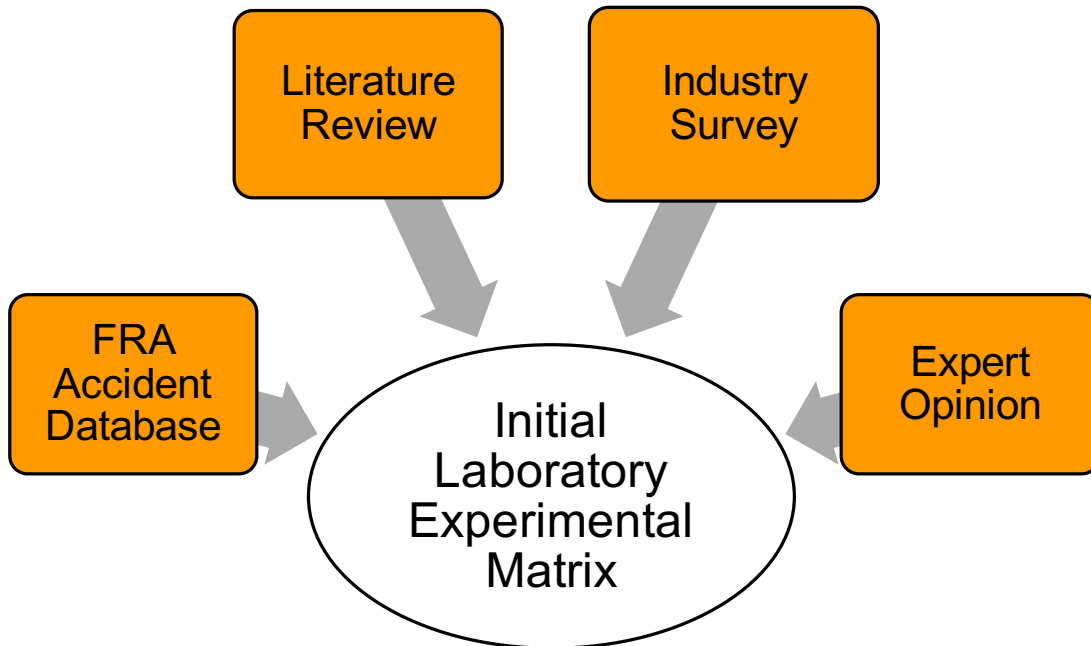 Literature
Review
Industry
Survey
FRA
Accident
Database
Expert
Opinion
Initial
Laboratory
Experimental
Matrix